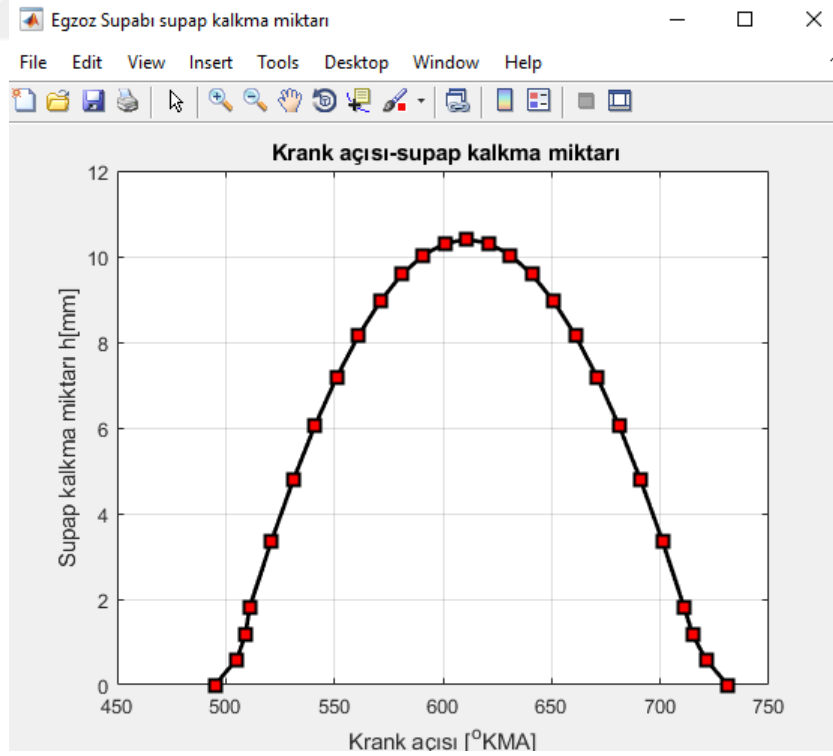 Egzoz Supabı supap kalkma miktarı
File Edit View Insert Tools Desktop Window Help
Krank açısı-supap kalkma miktarı
12
10
8
6
4
2
0
Supap kalkma miktarı h[mm]
450 500 550 600 650 700 750
Krank açısı [°KMA]